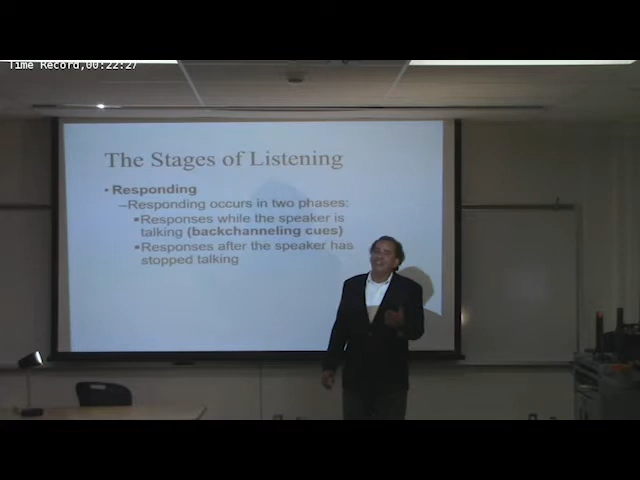 Time Record,00:22:27
The Stages of Listening
• Responding
–Responding occurs in two phases:
▪Responses while the speaker is
talking (backchanneling cues)
▪Responses after the speaker has
stopped talking